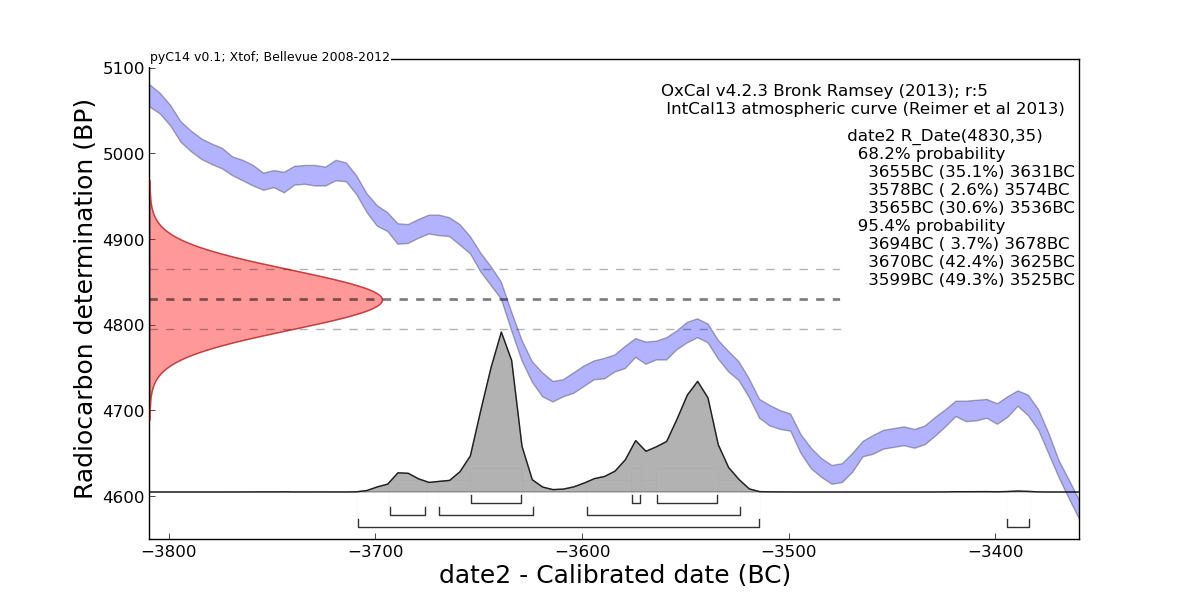 pyC14 v0.1; Xtof; Bellevue 2008-2012
OxCal v4.2.3 Bronk Ramsey (2013); r:5
IntCal13 atmospheric curve (Reimer et al 2013)
date2 R_Date(4830,35)
68.2% probability
3655BC (35.1%) 3631BC
3578BC ( 2.6%) 3574BC
3565BC (30.6%) 3536BC
95.4% probability
3694BC ( 3.7%) 3678BC
3670BC (42.4%) 3625BC
3599BC (49.3%) 3525BC
Radiocarbon determination (BP)
5100
5000
4900
4800
4700
4600
−3800 −3700 −3600 −3500 −3400
date2 - Calibrated date (BC)